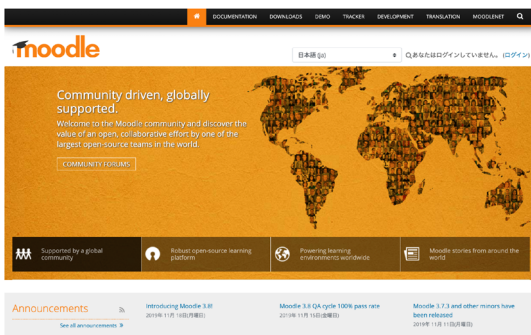 DOCUMENTATION DOWNLOADS DEMO TRACKER DEVELOPMENT TRANSLATION MOODLENET
moodle
日本語 (ja)
あなたはログインしていません。 (ログイン)
Community driven, globally
supported.
Welcome to the Moodle community and discover the
value of an open, collaborative effort by one of the
largest open-source teams in the world.
COMMUNITY FORUMS
Supported by a global
community
Robust open-source learning
platform
Powering learning
environments worldwide
Moodle stories from around the
world
Announcements
See all announcements
Introducing Moodle 3.8!
2019年 11月 18日(月曜日)
Moodle 3.8 QA cycle 100% pass rate
2019年 11月 15日(金曜日)
Moodle 3.7.3 and other minors have
been released
2019年 11月 11日(月曜日)